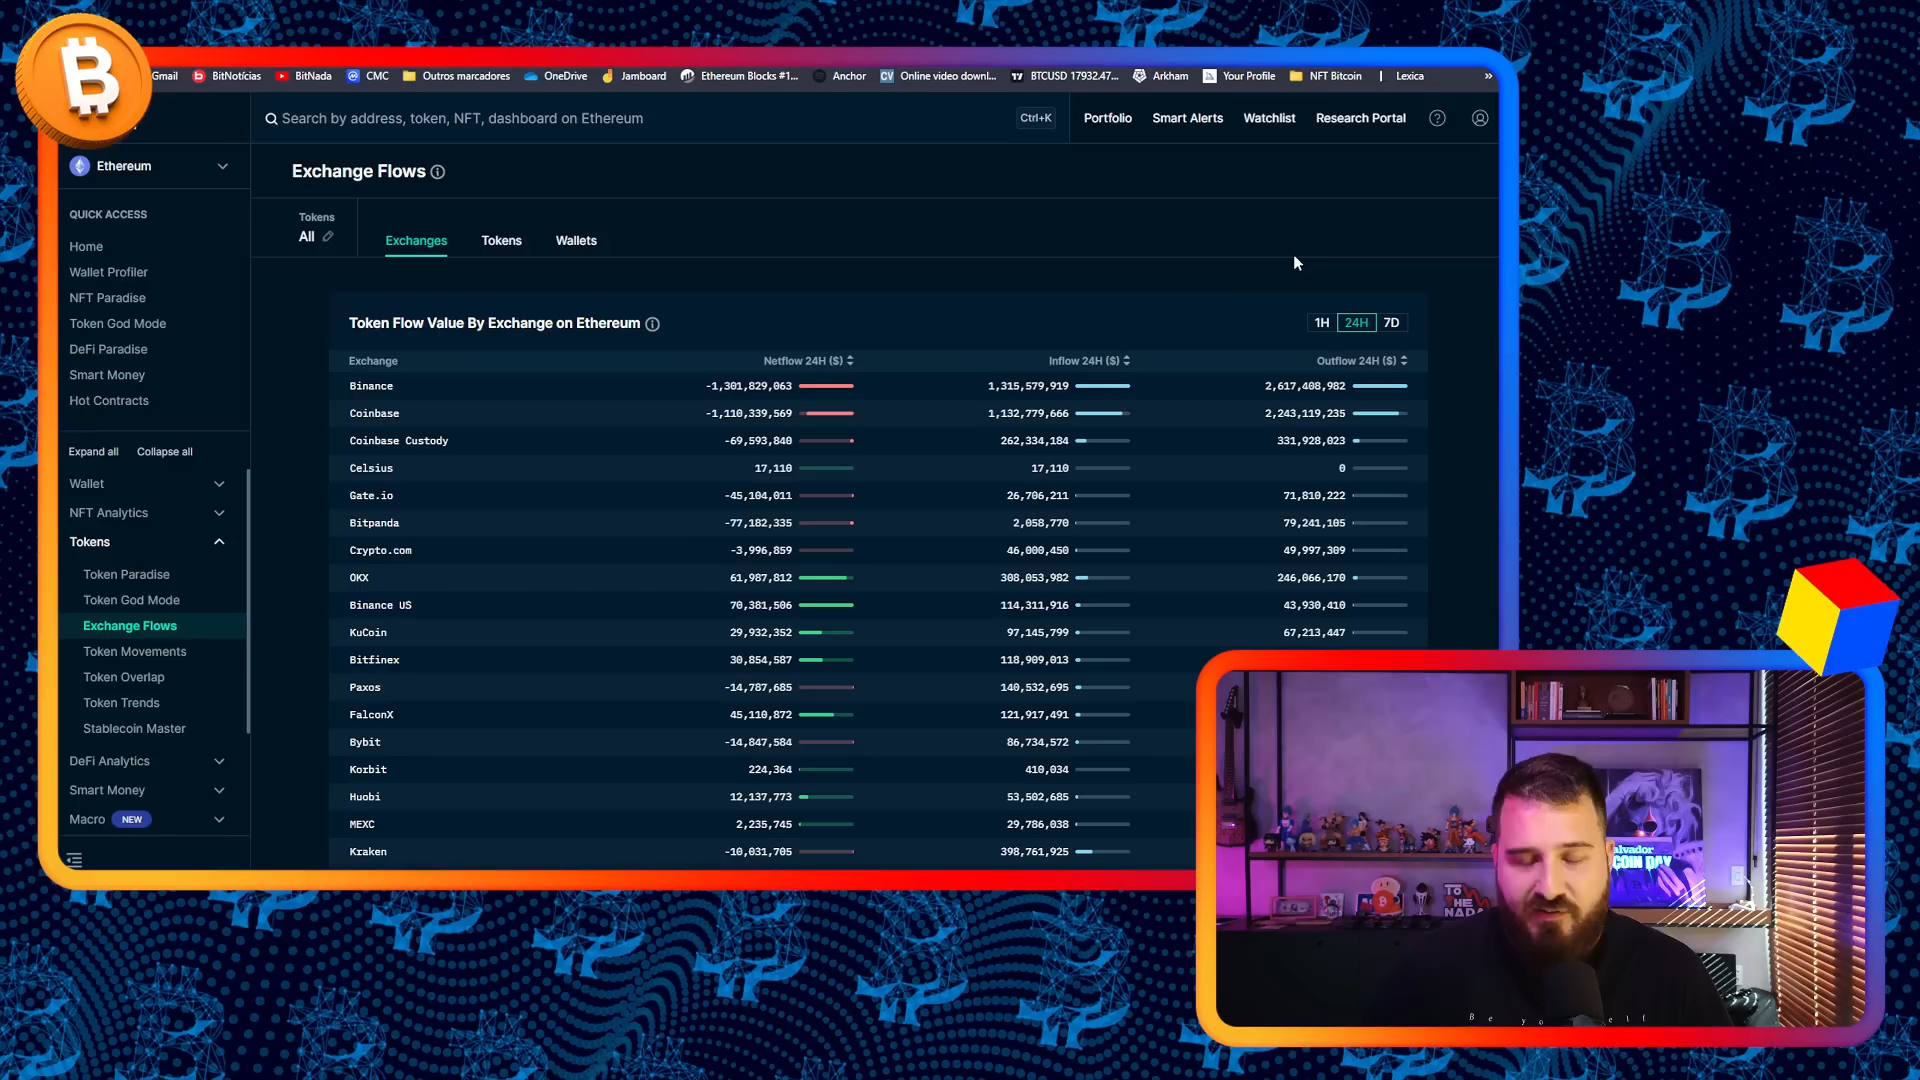 Gmail BitNotícias BitNada CMC Outros marcadores OneDrive Jamboard Ethereum Blocks #1... Anchor Online video downl... BTCUSD 17932.47... Arkham Your Profile NFT Bitcoin | Lexica »
Search by address, token, NFT, dashboard on Ethereum Ctrl+K Portfolio Smart Alerts Watchlist Research Portal
Ethereum
Exchange Flows
QUICK ACCESS
Home
Wallet Profiler
NFT Paradise
Token God Mode
DeFi Paradise
Smart Money
Hot Contracts
Expand all Collapse all
Wallet
NFT Analytics
Tokens
Token Paradise
Token God Mode
Exchange Flows
Token Movements
Token Overlap
Token Trends
Stablecoin Master
DeFi Analytics
Smart Money
Macro NEW
Tokens
All
Exchanges Tokens Wallets
Token Flow Value By Exchange on Ethereum 1H 24H 7D
Exchange Netflow 24H ($) Inflow 24H ($) Outflow 24H ($)
Binance -1,301,829,063 1,315,579,919 2,617,408,982
Coinbase -1,110,339,569 1,132,779,666 2,243,119,235
Coinbase Custody -69,593,840 262,334,184 331,928,023
Celsius 17,110 17,110 0
Gate.io -45,104,011 26,706,211 71,810,222
Bitpanda -77,182,335 2,058,770 79,241,105
Crypto.com -3,996,859 46,000,450 49,997,309
OKX 61,987,812 308,053,982 246,066,170
Binance US 70,381,506 114,311,916 43,930,410
KuCoin 29,932,352 97,145,799 67,213,447
Bitfinex 30,854,587 118,909,013
Paxos -14,787,685 140,532,695
FalconX 45,110,872 121,917,491
Bybit -14,847,584 86,734,572
Korbit 224,364 410,034
Huobi 12,137,773 53,502,685
MEXC 2,235,745 29,786,038
Kraken -10,031,705 398,761,925
alvador
COIN DAY
TO
THE
NADA
Be yo elf